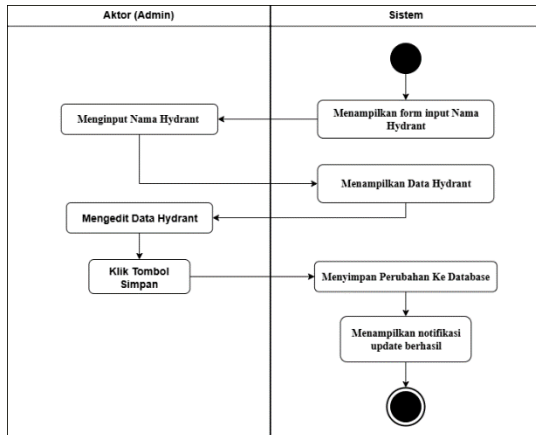 Aktor (Admin)
Sistem
Menampilkan form input Nama
Hydrant
Menginput Nama Hydrant
Menampilkan Data Hydrant
Mengedit Data Hydrant
Klik Tombol
Simpan
Menyimpan Perubahan Ke Database
Menampilkan notifikasi
update berhasil